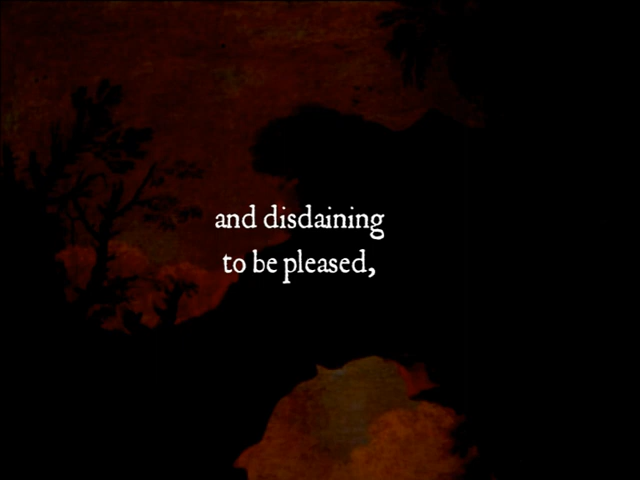 and disdaining
to be pleased,